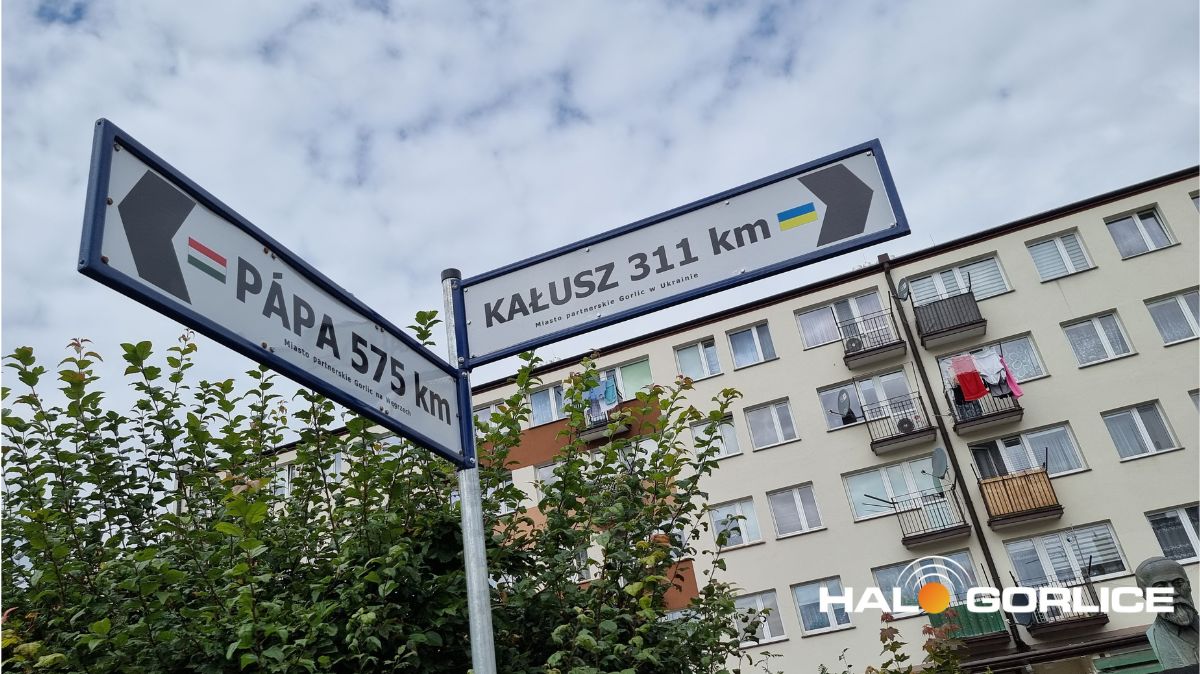 PÁPA 575 km
Miasto partnerskie Gorlic na Węgrzech
KAŁUSZ 311 km
Miasto partnerskie Gorlic w Ukrainie
HALO GORLICE